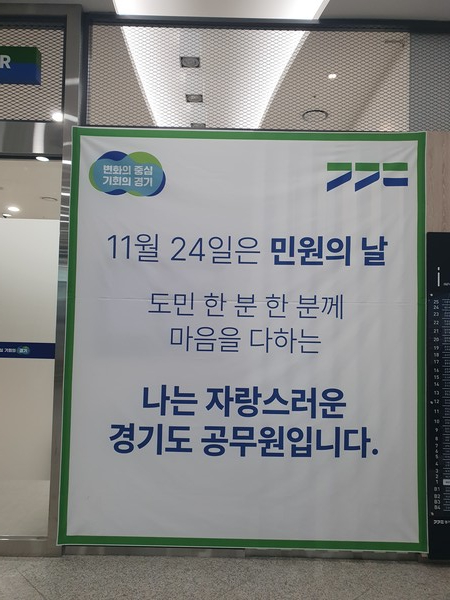 R
변화의 중심
기회의 경기
11월 24일은 민원의 날
도민 한 분 한 분께
마음을 다하는
나는 자랑스러운
경기도 공무원입니다.